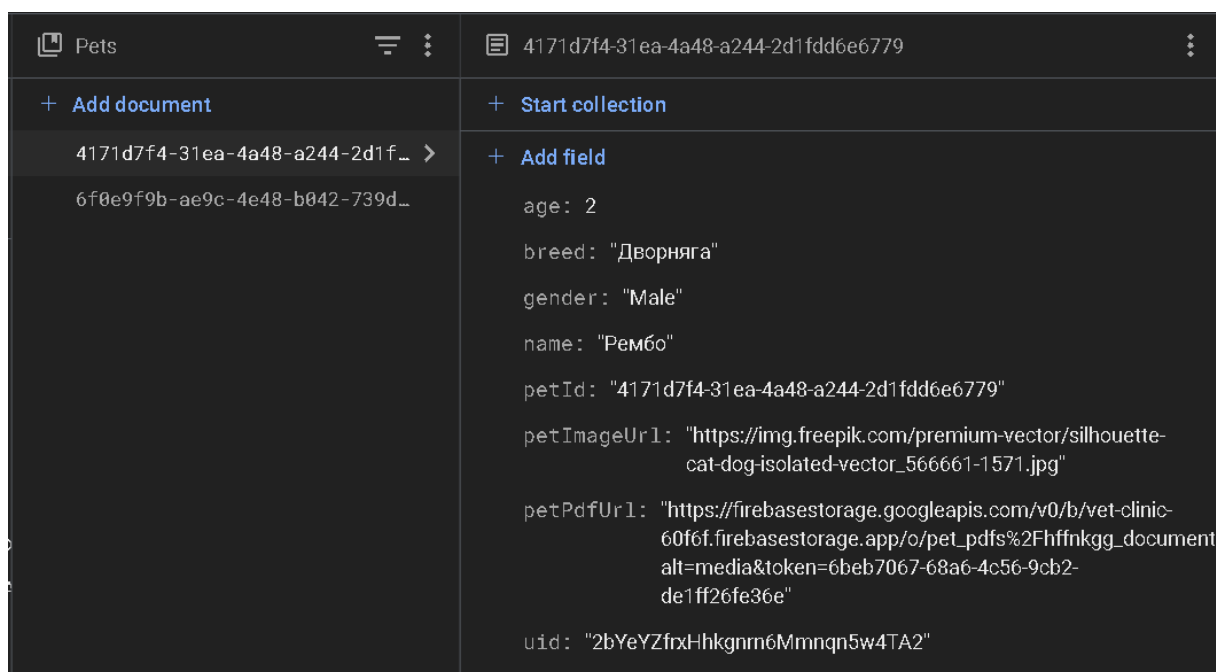 Pets
+ Add document
4171d7f4-31ea-4a48-a244-2d1f…
6f0e9f9b-ae9c-4e48-b042-739d…
4171d7f4-31ea-4a48-a244-2d1fdd6e6779
+ Start collection
+ Add field
age: 2
breed: "Дворняга"
gender: "Male"
name: "Рембо"
petId: "4171d7f4-31ea-4a48-a244-2d1fdd6e6779"
petImageUrl: "https://img.freepik.com/premium-vector/silhouette-
cat-dog-isolated-vector_566661-1571.jpg"
petPdfUrl: "https://firebasestorage.googleapis.com/v0/b/vet-clinic-
60f6f.firebasestorage.app/o/pet_pdfs%2Fhffnkgg_document
alt=media&token=6beb7067-68a6-4c56-9cb2-
de1ff26fe36e"
uid: "2bYeYZfrxHhkgnrn6Mmnqn5w4TA2"